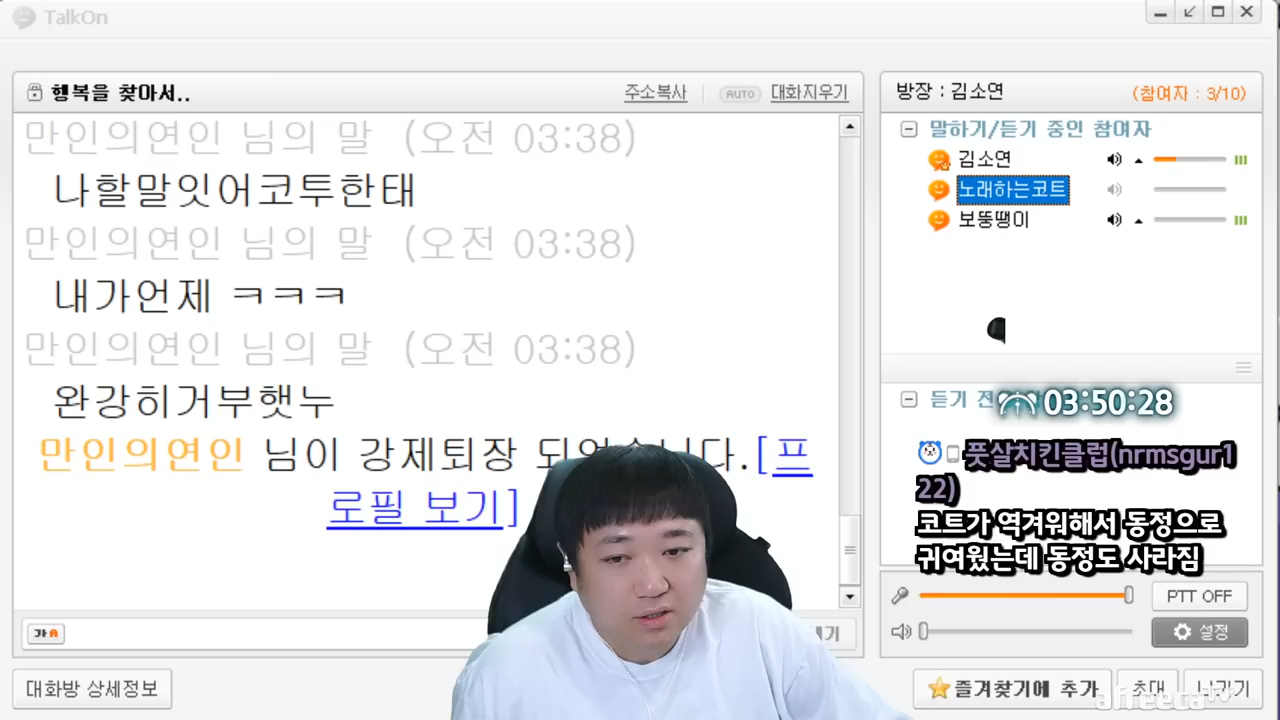 TalkOn
행복을 찾아서..
주소복사
AUTO
대화지우기
만인의연인 님의 말 (오전 03:38)
나할말잇어코투한태
만인의연인 님의 말 (오전 03:38)
내가언제 ㅋㅋㅋ
만인의연인 님의 말 (오전 03:38)
완강히거부햇누
만인의연인 님이 강제퇴장 되었습니다.[프
로필 보기]
가A
대화방 상세정보
방장 : 김소연
(참여자 : 3/10)
말하기/듣기 중인 참여자
김소연
노래하는코트
보뚱땡이
듣기 전
03:50:28
풋살치킨클럽(nrmsgur1
22)
코트가 역겨워해서 동정으로
귀여웠는데 동정도 사라짐
PTT OFF
설정
즐겨찾기에 추가
초대
나가기
afreecaTV